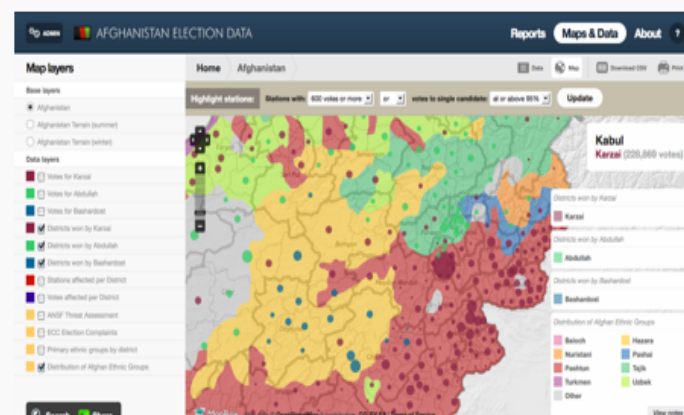 ADMIN
AFGHANISTAN ELECTION DATA
Reports
Maps & Data
About
?
Map layers
Home
Afghanistan
Data
Map
Download CSV
Print
Base layers
Afghanistan
Afghanistan Terrain (summer)
Afghanistan Terrain (winter)
Data layers
Votes for Karzai
Votes for Abdullah
Votes for Bashardost
Districts won by Karzai
Districts won by Abdullah
Districts won by Bashardost
Stations affected per District
Votes affected per District
ANSF Threat Assessment
ECC Election Complaints
Primary ethnic groups by district
Distribution of Afghan Ethnic Groups
Highlight stations:
Stations with:
600 votes or more
or
votes to single candidate:
at or above 95%
Update
Kabul
Karzai (226,869 votes)
Districts won by Karzai
Karzai
Districts won by Abdullah
Abdullah
Districts won by Bashardost
Bashardost
Distribution of Afghan Ethnic Groups
Baloch
Hazara
Nuristani
Pashai
Pashtun
Tajik
Turkmen
Uzbek
Other
View notes
Search
Share